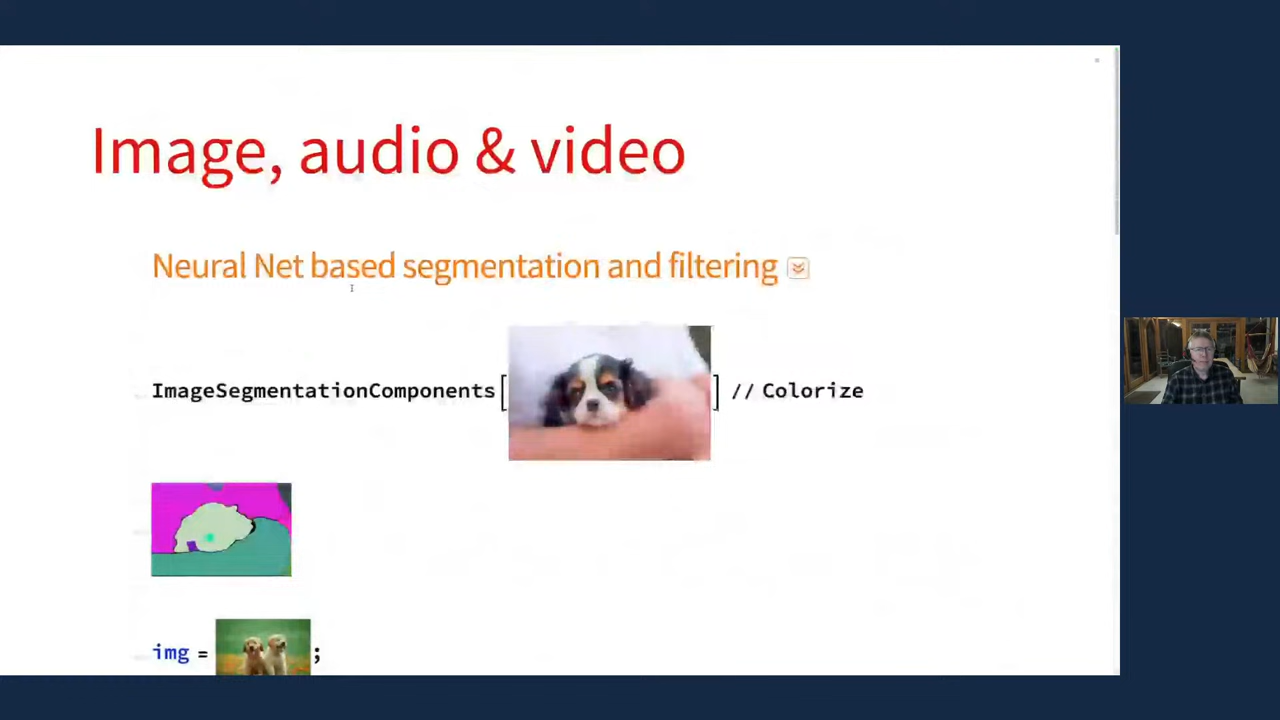 Image, audio & video
Neural Net based segmentation and filtering
ImageSegmentationComponents[ ] // Colorize
img = ;